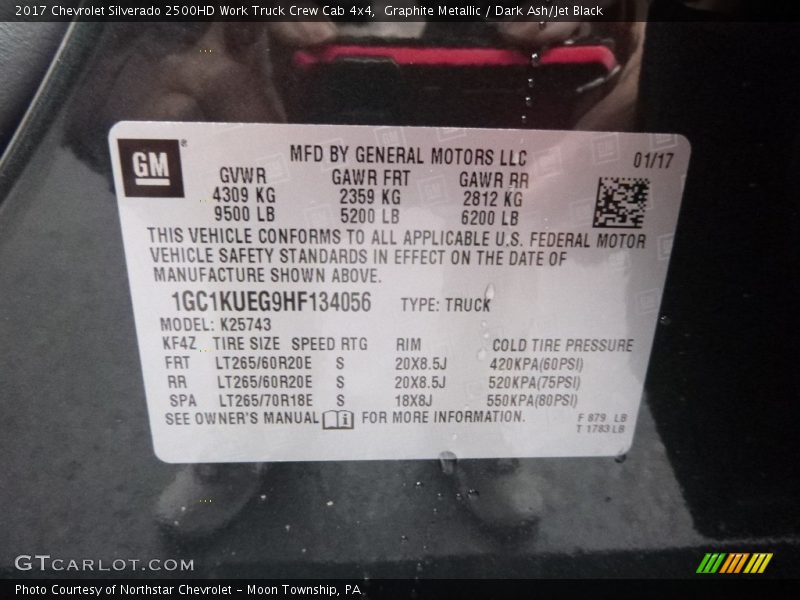 2017 Chevrolet Silverado 2500HD Work Truck Crew Cab 4x4, Graphite Metallic / Dark Ash/Jet Black
GM®
MFD BY GENERAL MOTORS LLC 01/17
GVWR GAWR FRT GAWR RR
4309 KG 2359 KG 2812 KG
9500 LB 5200 LB 6200 LB
THIS VEHICLE CONFORMS TO ALL APPLICABLE U.S. FEDERAL MOTOR
VEHICLE SAFETY STANDARDS IN EFFECT ON THE DATE OF
MANUFACTURE SHOWN ABOVE.
1GC1KUEG9HF134056 TYPE: TRUCK
MODEL: K25743
KF4Z TIRE SIZE SPEED RTG RIM COLD TIRE PRESSURE
FRT LT265/60R20E S 20X8.5J 420KPA(60PSI)
RR LT265/60R20E S 20X8.5J 520KPA(75PSI)
SPA LT265/70R18E S 18X8J 550KPA(80PSI)
SEE OWNER'S MANUAL i FOR MORE INFORMATION.
F 879 LB
T 1783 LB
GTCARLOT.COM
Photo Courtesy of Northstar Chevrolet - Moon Township, PA